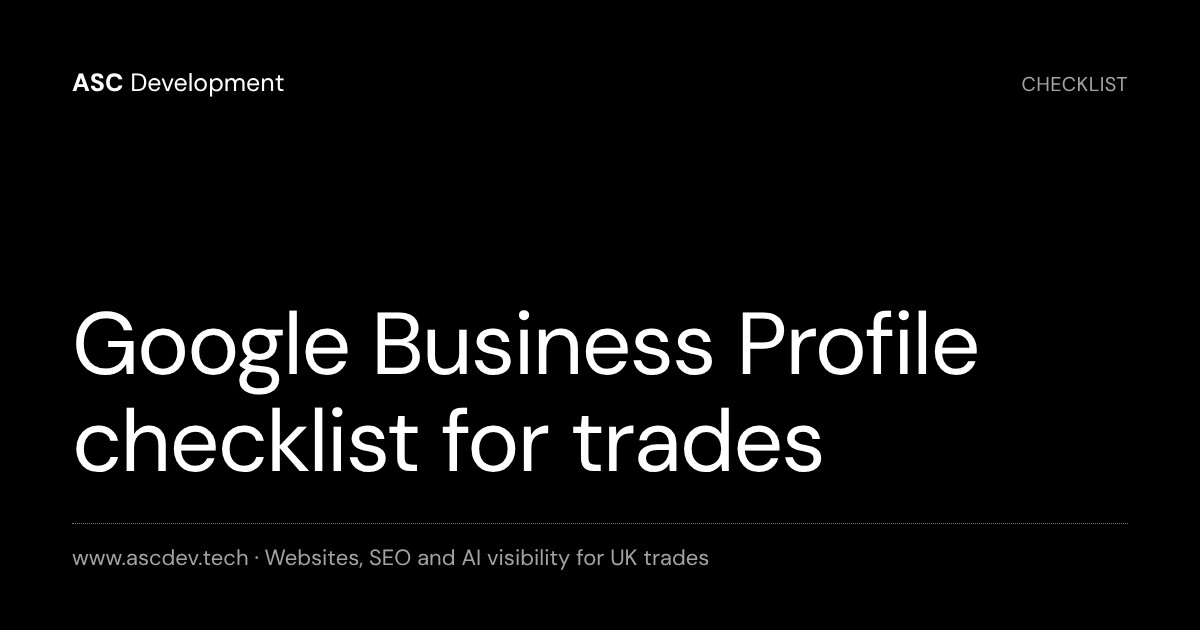 ASC Development
CHECKLIST
Google Business Profile
checklist for trades
www.ascdev.tech · Websites, SEO and AI visibility for UK trades